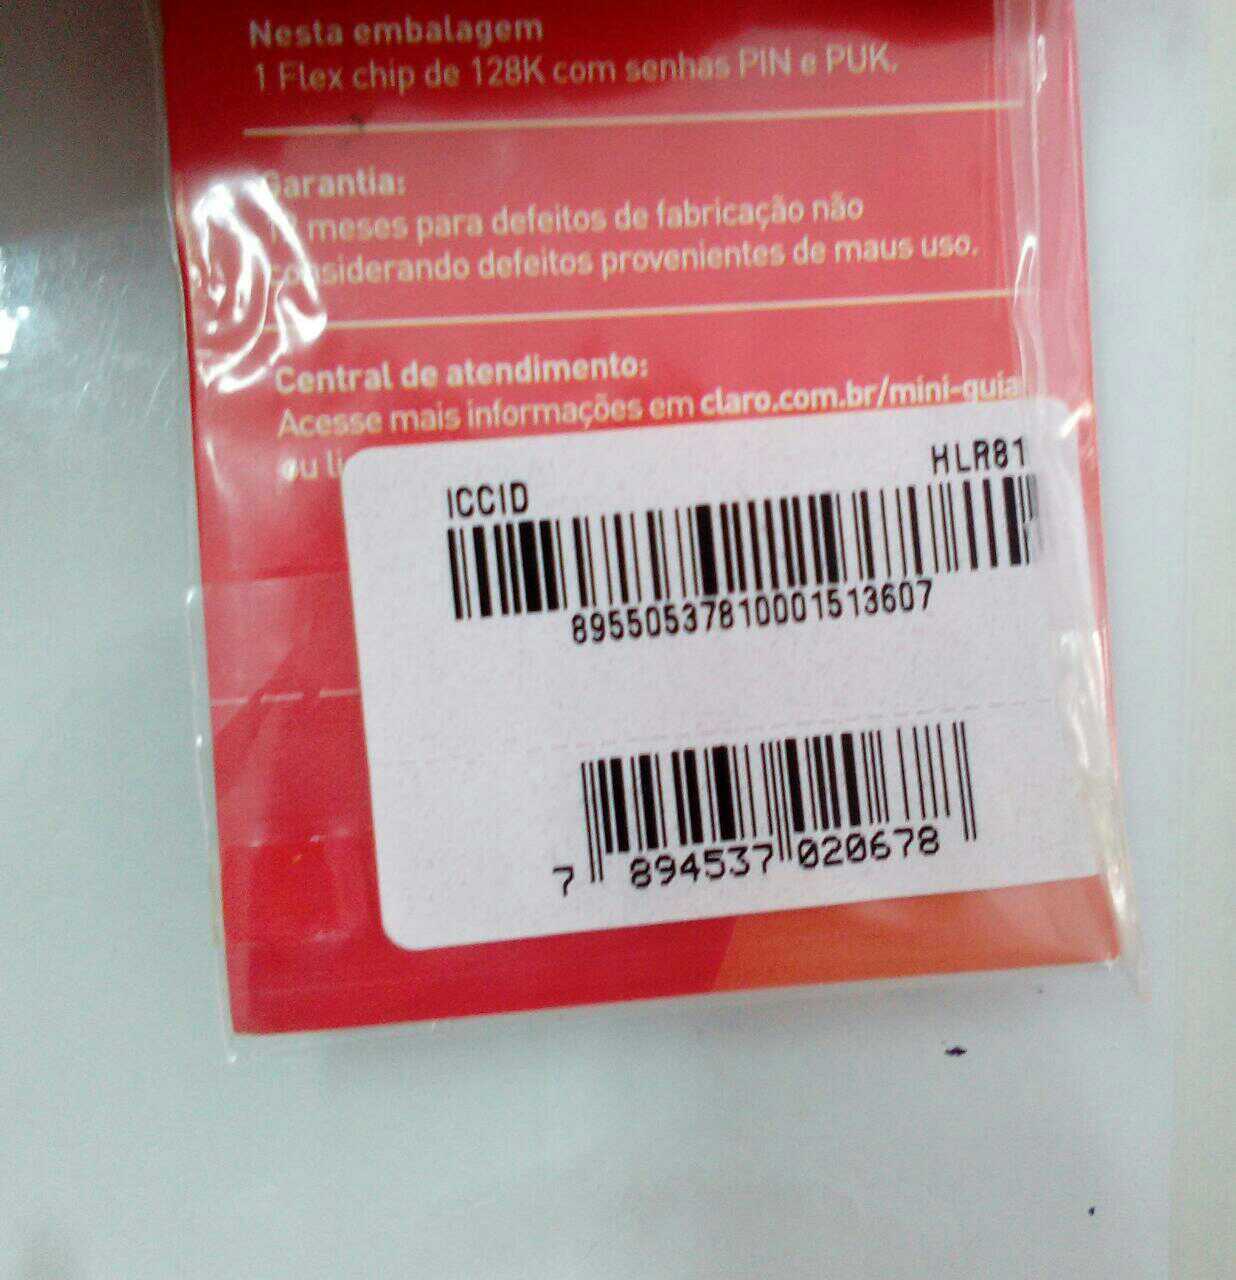 Nesta embalagem
1 Flex chip de 128K com senhas PIN e PUK.
Garantia:
meses para defeitos de fabricação não
considerando defeitos provenientes de maus uso.
Central de atendimento:
Acesse mais informações em claro.com.br/mini-guia
ou
ICCID
HLR81
89550537810001513607
7 894537 020678